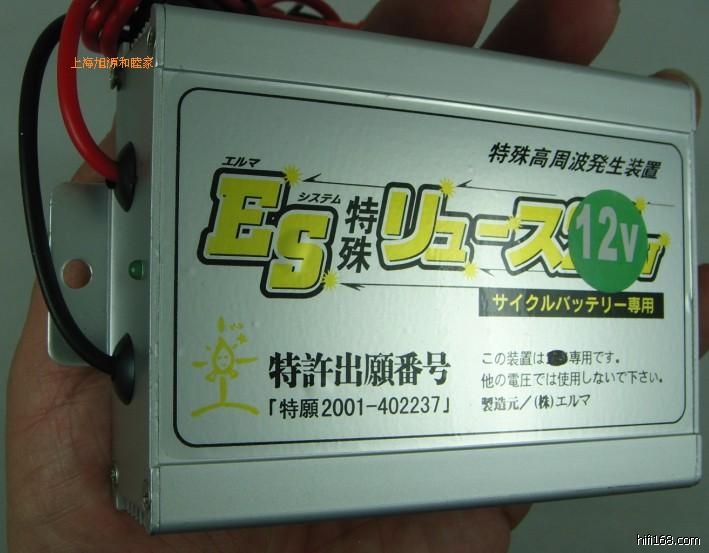 上海旭源和睦家
特殊高周波発生装置
エルマ
システム
ES特殊リュース
12V
サイクルバッテリー専用
特許出願番号
「特願2001-402237」
この装置は 専用です。
他の電圧では使用しないで下さい。
製造元/(株)エルマ
hifi168.com